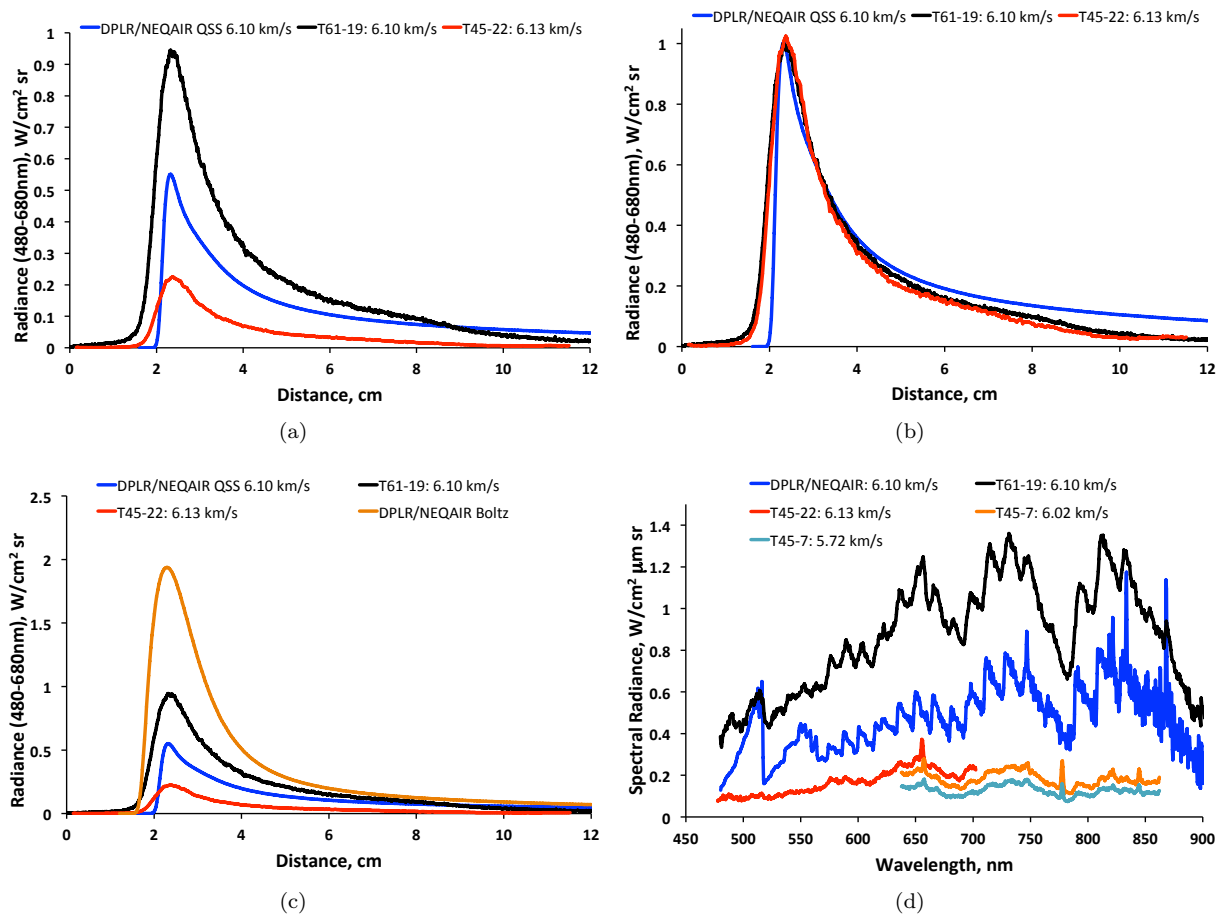 DPLR/NEQAIR QSS 6.10 km/s T61-19: 6.10 km/s T45-22: 6.13 km/s
Radiance (480-680nm), W/cm² sr
1
0.9
0.8
0.7
0.6
0.5
0.4
0.3
0.2
0.1
0
0 2 4 6 8 10 12
Distance, cm
(a)
DPLR/NEQAIR QSS 6.10 km/s T61-19: 6.10 km/s T45-22: 6.13 km/s
Radiance (480-680nm), W/cm² sr
1
0.8
0.6
0.4
0.2
0
0 2 4 6 8 10 12
Distance, cm
(b)
DPLR/NEQAIR QSS 6.10 km/s T61-19: 6.10 km/s
T45-22: 6.13 km/s DPLR/NEQAIR Boltz
Radiance (480-680nm), W/cm² sr
2.5
2
1.5
1
0.5
0
0 2 4 6 8 10 12
Distance, cm
(c)
DPLR/NEQAIR: 6.10 km/s T61-19: 6.10 km/s
T45-22: 6.13 km/s T45-7: 6.02 km/s
T45-7: 5.72 km/s
Spectral Radiance, W/cm² μm sr
1.4
1.2
1
0.8
0.6
0.4
0.2
0
450 500 550 600 650 700 750 800 850 900
Wavelength, nm
(d)